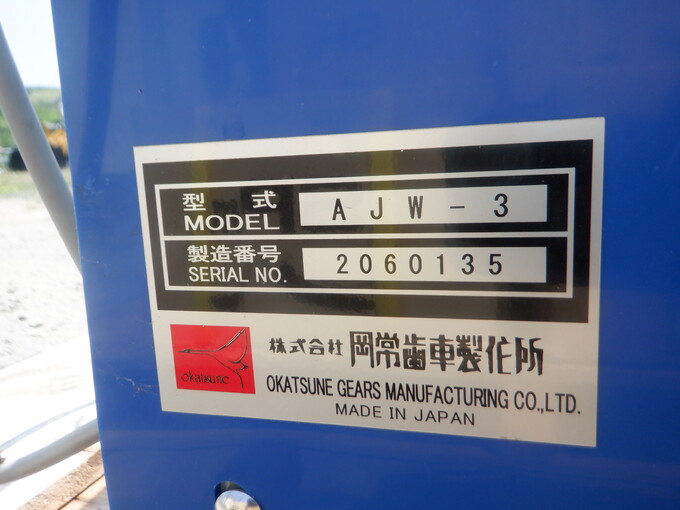 型式 AJW-3
MODEL
製造番号 2060135
SERIAL NO.
okatsune
株式会社 岡常歯車製作所
OKATSUNE GEARS MANUFACTURING CO.,LTD.
MADE IN JAPAN